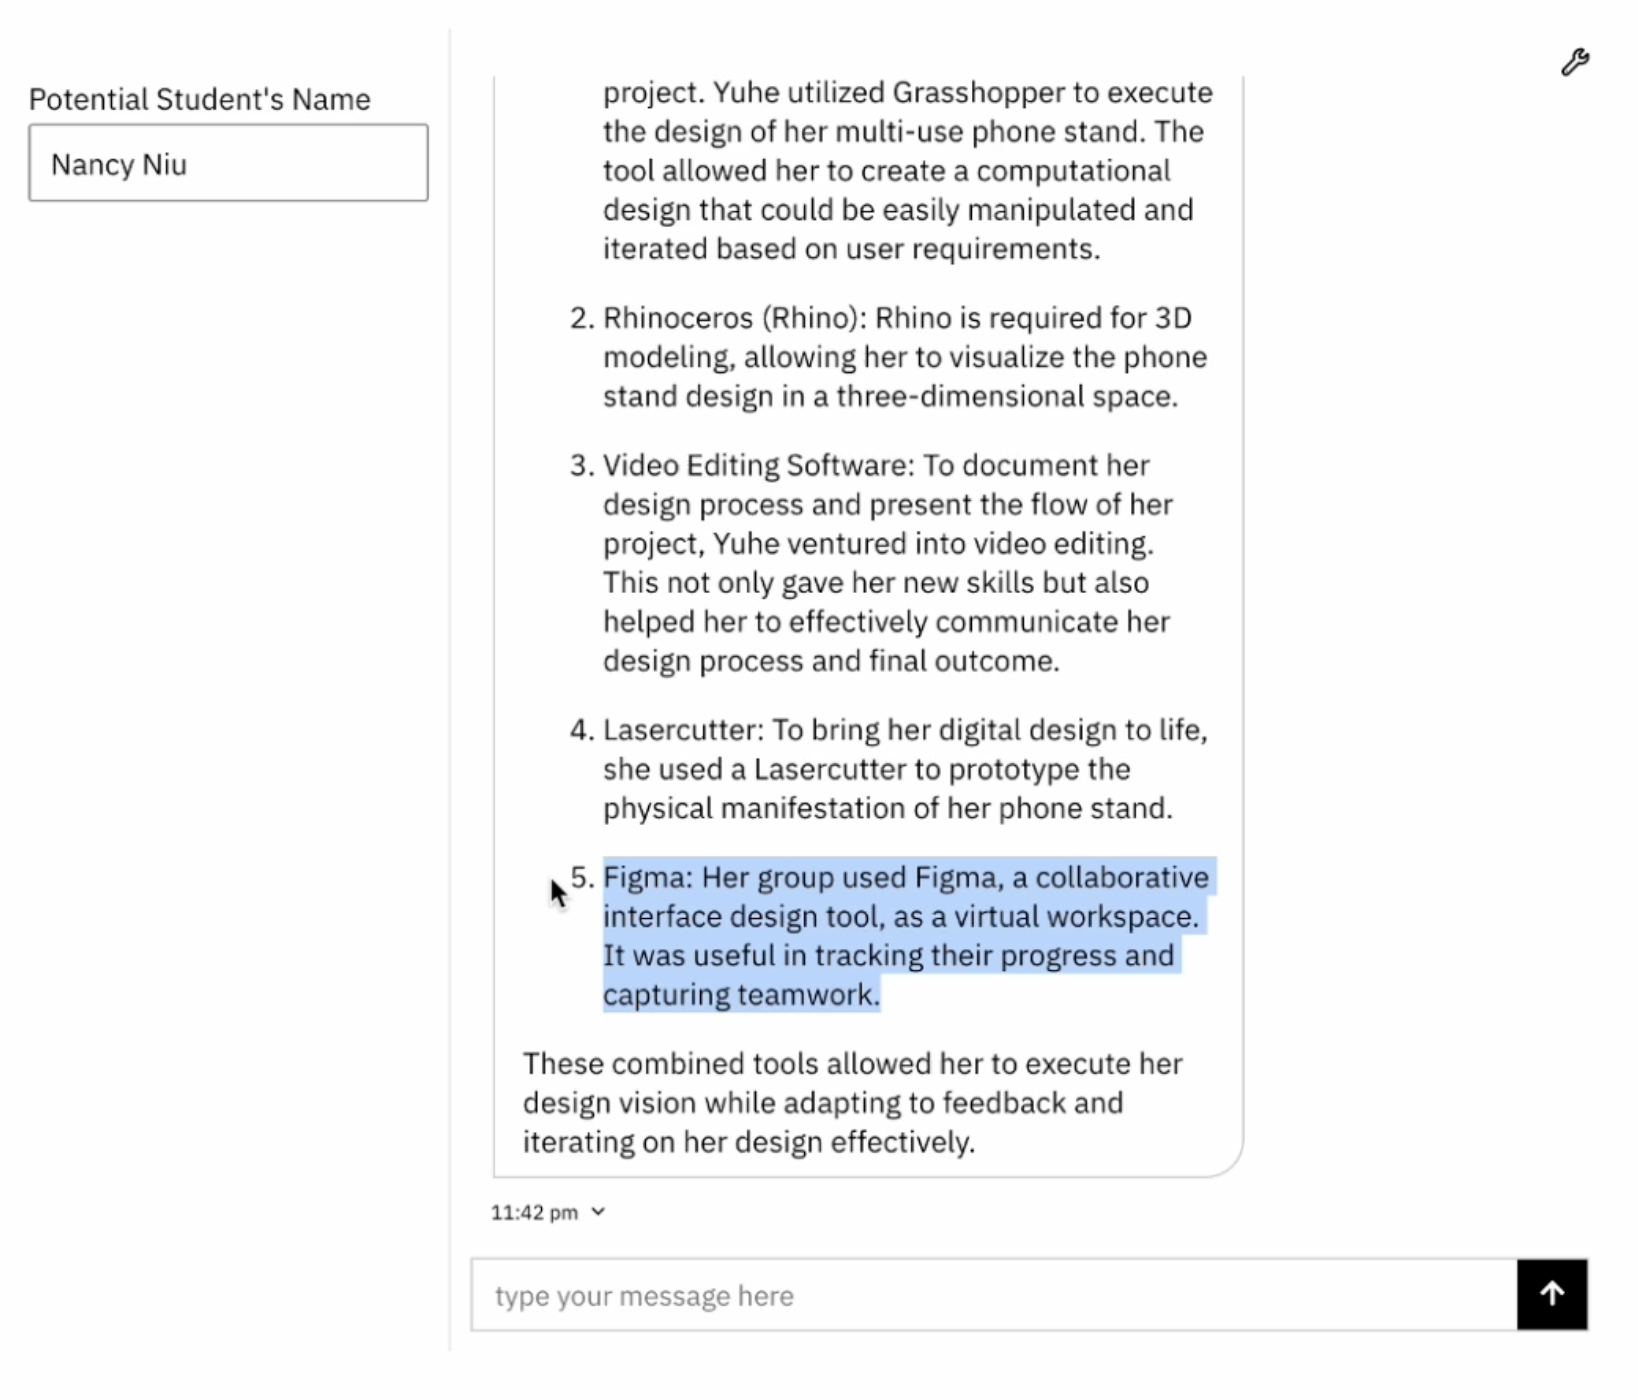 Potential Student's Name
Nancy Niu
project. Yuhe utilized Grasshopper to execute
the design of her multi-use phone stand. The
tool allowed her to create a computational
design that could be easily manipulated and
iterated based on user requirements.
2. Rhinoceros (Rhino): Rhino is required for 3D
modeling, allowing her to visualize the phone
stand design in a three-dimensional space.
3. Video Editing Software: To document her
design process and present the flow of her
project, Yuhe ventured into video editing.
This not only gave her new skills but also
helped her to effectively communicate her
design process and final outcome.
4. Lasercutter: To bring her digital design to life,
she used a Lasercutter to prototype the
physical manifestation of her phone stand.
5. Figma: Her group used Figma, a collaborative
interface design tool, as a virtual workspace.
It was useful in tracking their progress and
capturing teamwork.
These combined tools allowed her to execute her
design vision while adapting to feedback and
iterating on her design effectively.
11:42 pm
type your message here